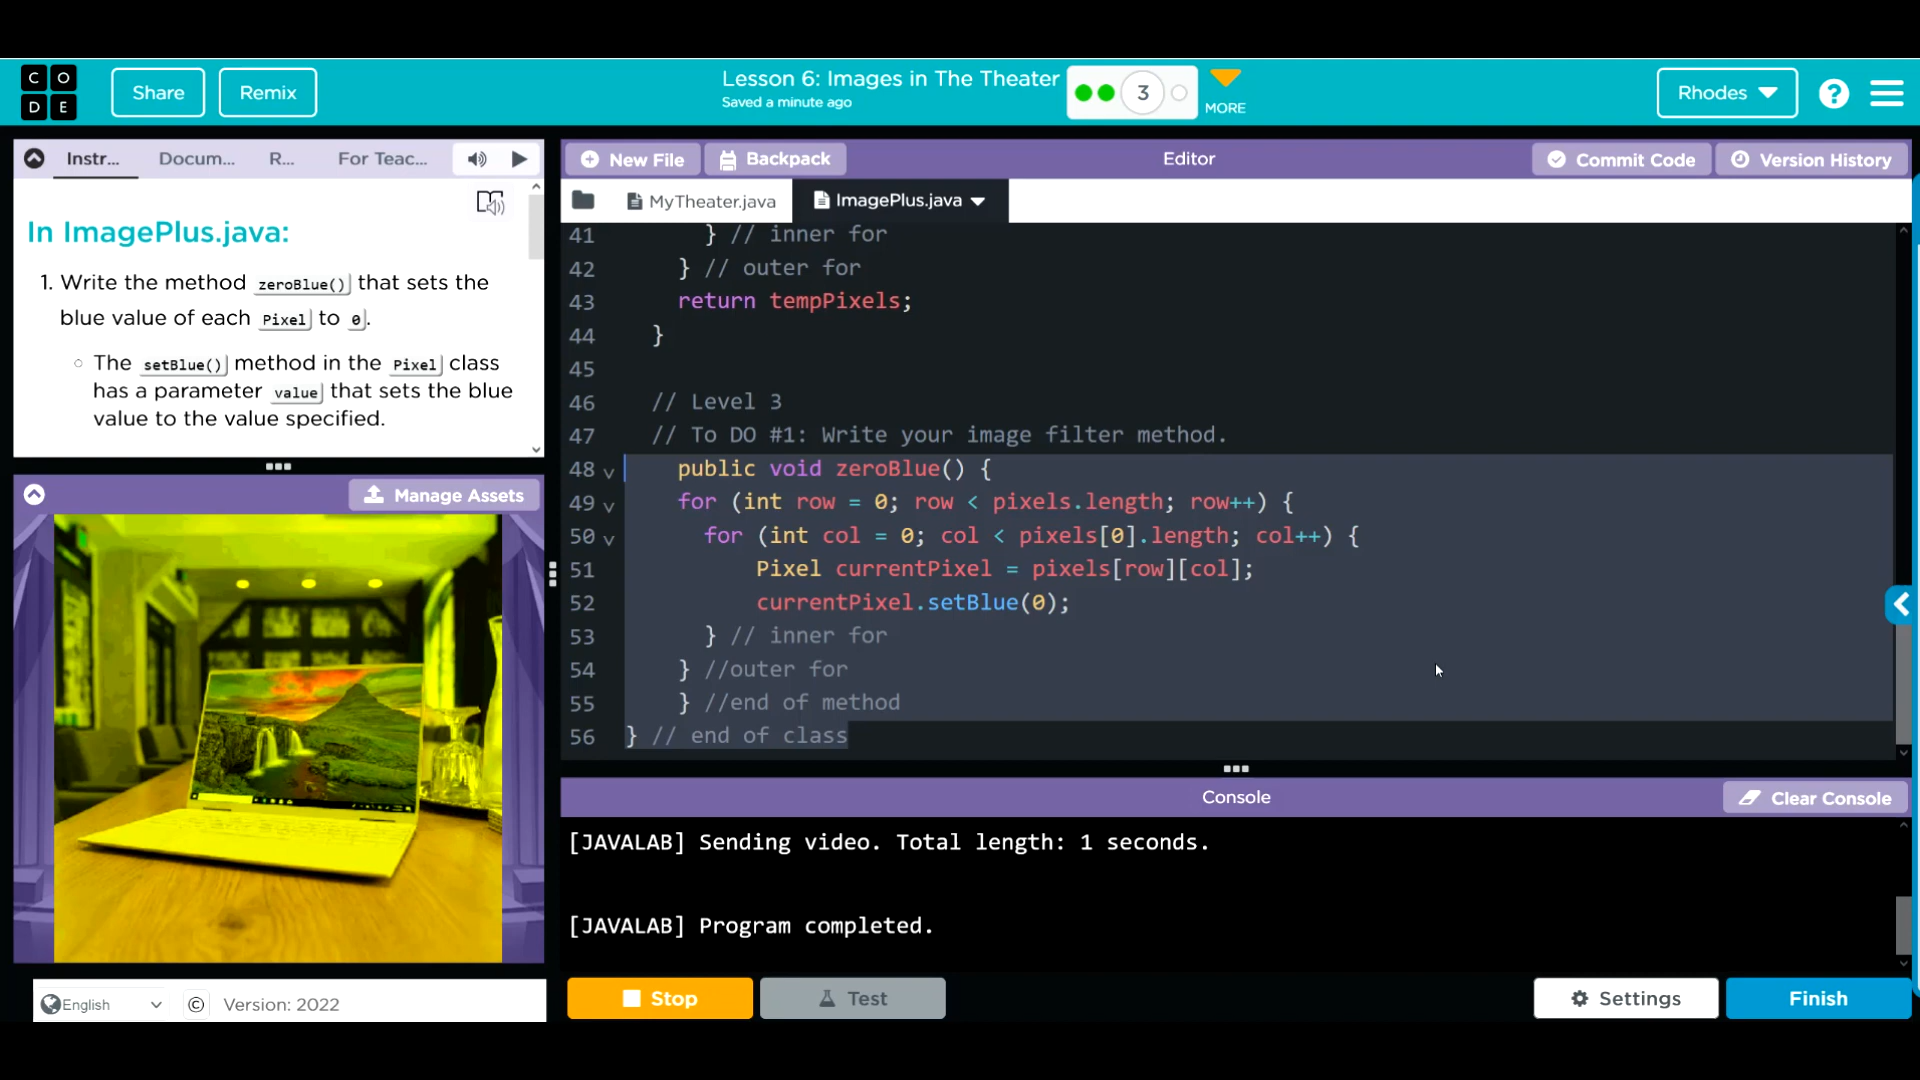 C O
D E
Share
Remix
Lesson 6: Images in The Theater
Saved a minute ago
3
MORE
Rhodes
?
Instr...
Docum...
R...
For Teac...
In ImagePlus.java:
1. Write the method zeroBlue() that sets the
blue value of each Pixel to 0.
The setBlue() method in the Pixel class
has a parameter value that sets the blue
value to the value specified.
Manage Assets
English
©
Version: 2022
New File
Backpack
Editor
Commit Code
Version History
MyTheater.java
ImagePlus.java
41 } // inner for
42 } // outer for
43 return tempPixels;
44 }
45
46 // Level 3
47 // To DO #1: Write your image filter method.
48 public void zeroBlue() {
49 for (int row = 0; row < pixels.length; row++) {
50 for (int col = 0; col < pixels[0].length; col++) {
51 Pixel currentPixel = pixels[row][col];
52 currentPixel.setBlue(0);
53 } // inner for
54 } //outer for
55 } //end of method
56 } // end of class
Console
Clear Console
[JAVALAB] Sending video. Total length: 1 seconds.
[JAVALAB] Program completed.
Stop
Test
Settings
Finish